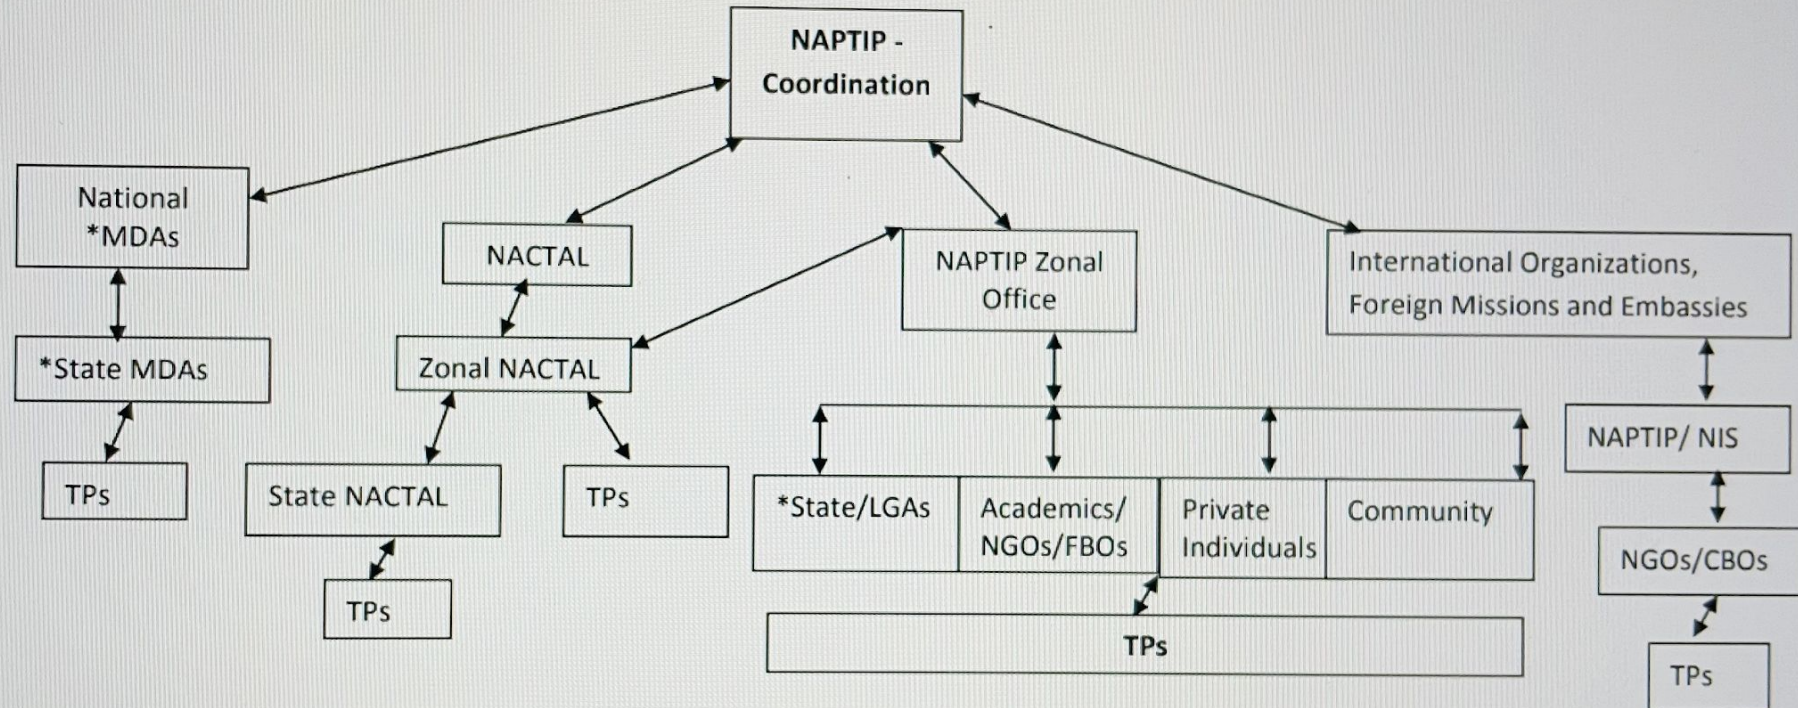 NAPTIP -
Coordination
National
*MDAs
NACTAL
NAPTIP Zonal
Office
International Organizations,
Foreign Missions and Embassies
*State MDAs
Zonal NACTAL
NAPTIP/ NIS
TPs
State NACTAL
TPs
*State/LGAs
Academics/
NGOs/FBOs
Private
Individuals
Community
NGOs/CBOs
TPs
TPs
TPs